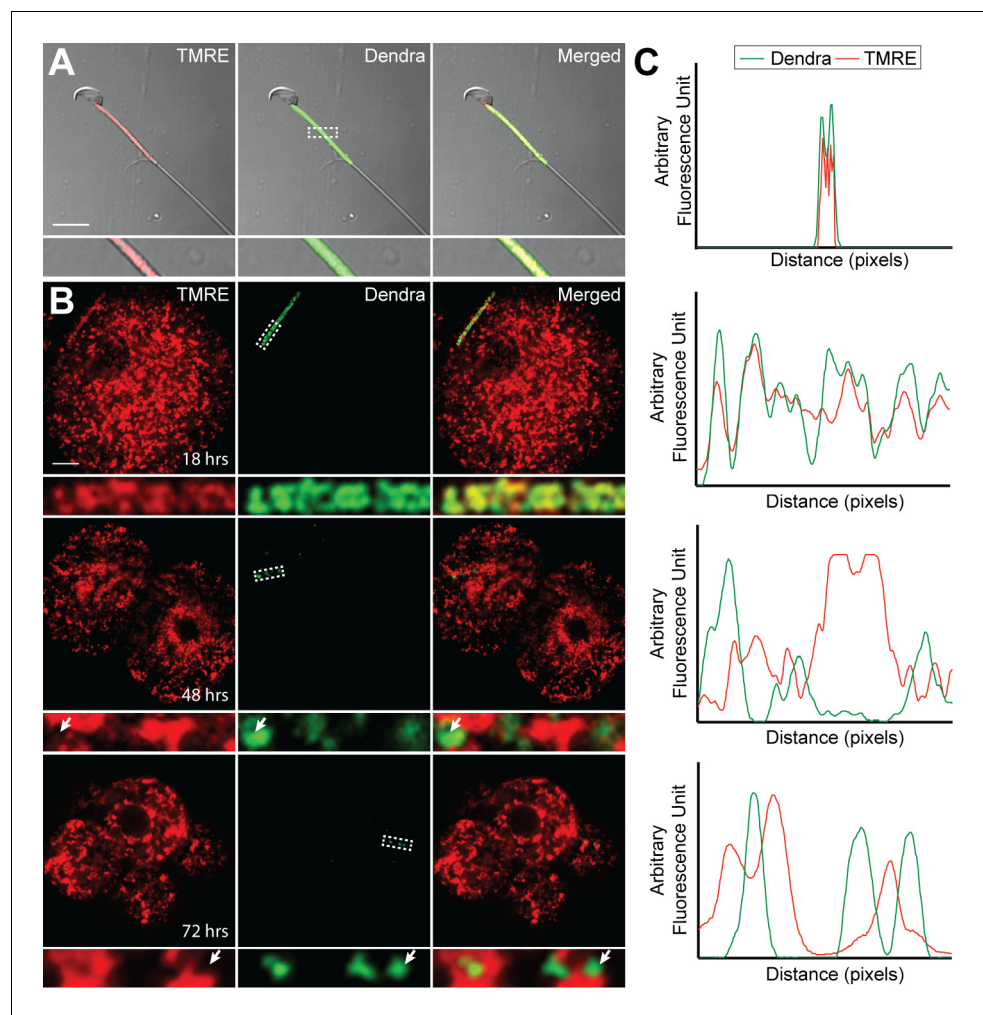 A
TMRE
Dendra
Merged
B
TMRE
Dendra
Merged
18 hrs
48 hrs
72 hrs
C
Dendra
TMRE
Arbitrary
Fluorescence Unit
Distance (pixels)
Arbitrary
Fluorescence Unit
Distance (pixels)
Arbitrary
Fluorescence Unit
Distance (pixels)
Arbitrary
Fluorescence Unit
Distance (pixels)